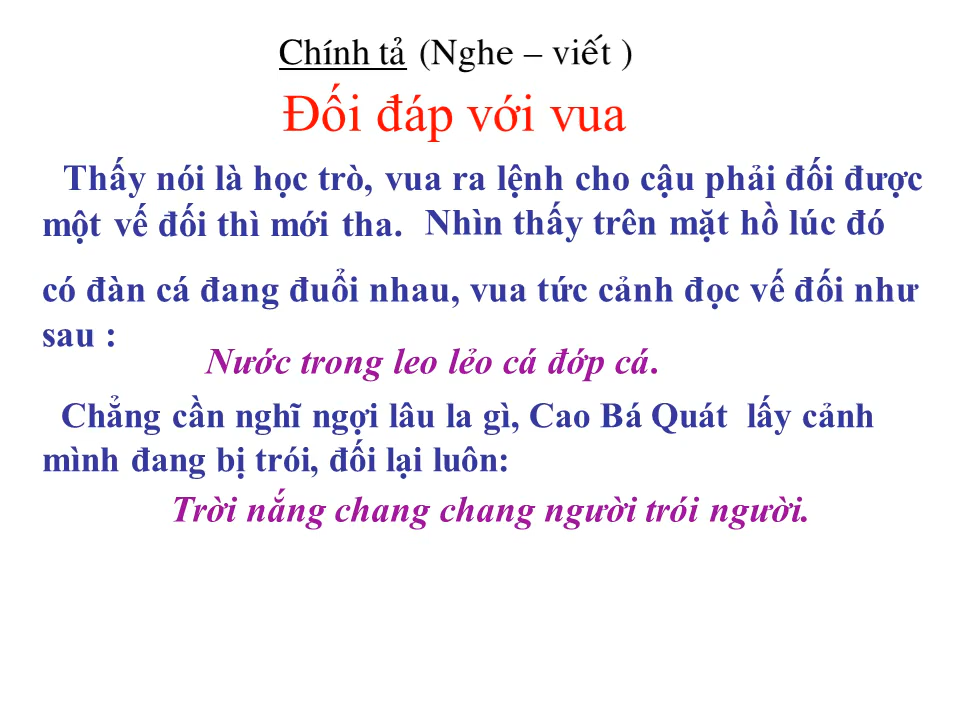 Chính tả (Nghe – viết )
Đối đáp với vua
Thấy nói là học trò, vua ra lệnh cho cậu phải đối được
một vế đối thì mới tha. Nhìn thấy trên mặt hồ lúc đó
có đàn cá đang đuổi nhau, vua tức cảnh đọc vế đối như
sau :
Nước trong leo lẻo cá đớp cá.
Chẳng cần nghĩ ngợi lâu la gì, Cao Bá Quát lấy cảnh
mình đang bị trói, đối lại luôn:
Trời nắng chang chang người trói người.